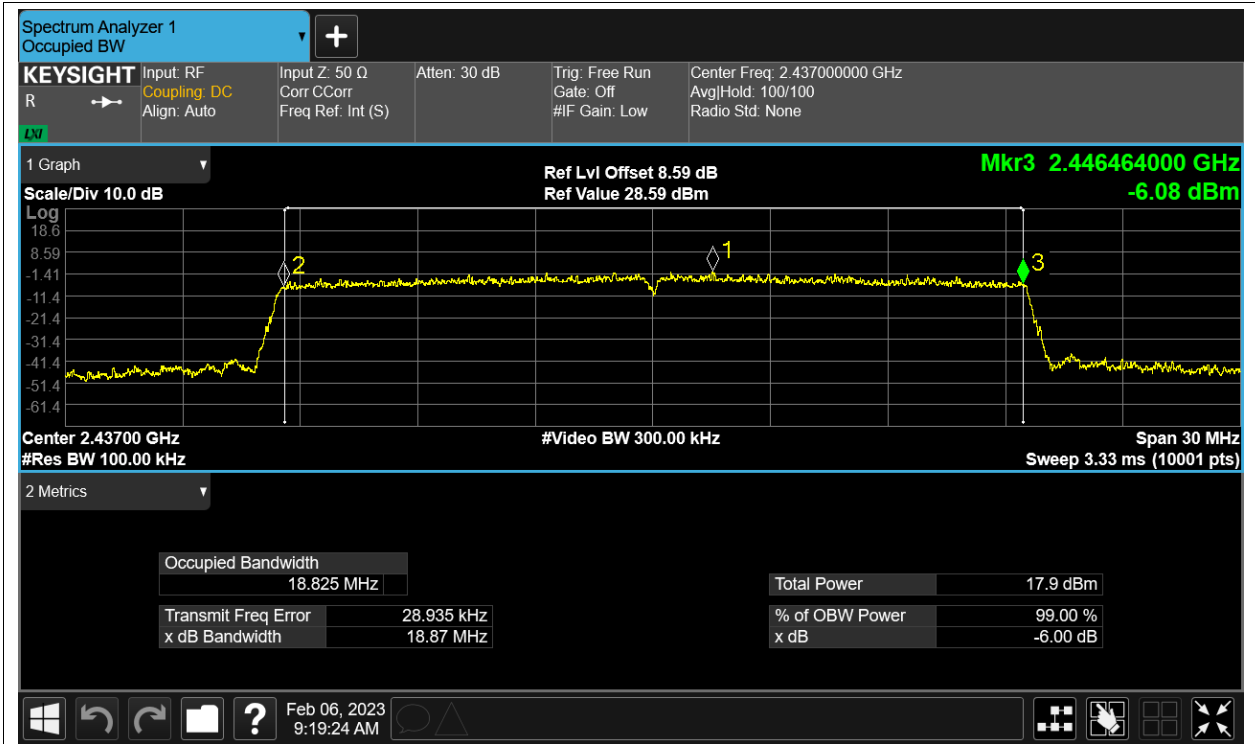 Spectrum Analyzer 1
Occupied BW
KEYSIGHT
R
LXI
Input: RF
Coupling: DC
Align: Auto
Input Z: 50 Ω
Corr CCorr
Freq Ref: Int (S)
Atten: 30 dB
Trig: Free Run
Gate: Off
#IF Gain: Low
Center Freq: 2.437000000 GHz
Avg|Hold: 100/100
Radio Std: None
1 Graph
Scale/Div 10.0 dB
Ref Lvl Offset 8.59 dB
Ref Value 28.59 dBm
Mkr3 2.446464000 GHz
-6.08 dBm
Log
18.6
8.59
-1.41
-11.4
-21.4
-31.4
-41.4
-51.4
-61.4
2
1
3
Center 2.43700 GHz
#Video BW 300.00 kHz
Span 30 MHz
#Res BW 100.00 kHz
Sweep 3.33 ms (10001 pts)
2 Metrics
Occupied Bandwidth
18.825 MHz
Transmit Freq Error 28.935 kHz
x dB Bandwidth 18.87 MHz
Total Power 17.9 dBm
% of OBW Power 99.00 %
x dB -6.00 dB
?
Feb 06, 2023
9:19:24 AM